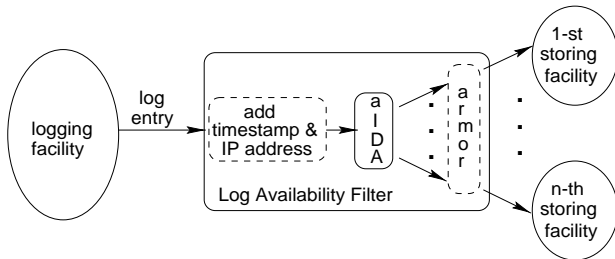 logging
facility
log
entry
add
timestamp &
IP address
a
I
D
A
a
r
m
o
r
Log Availability Filter
1-st
storing
facility
n-th
storing
facility